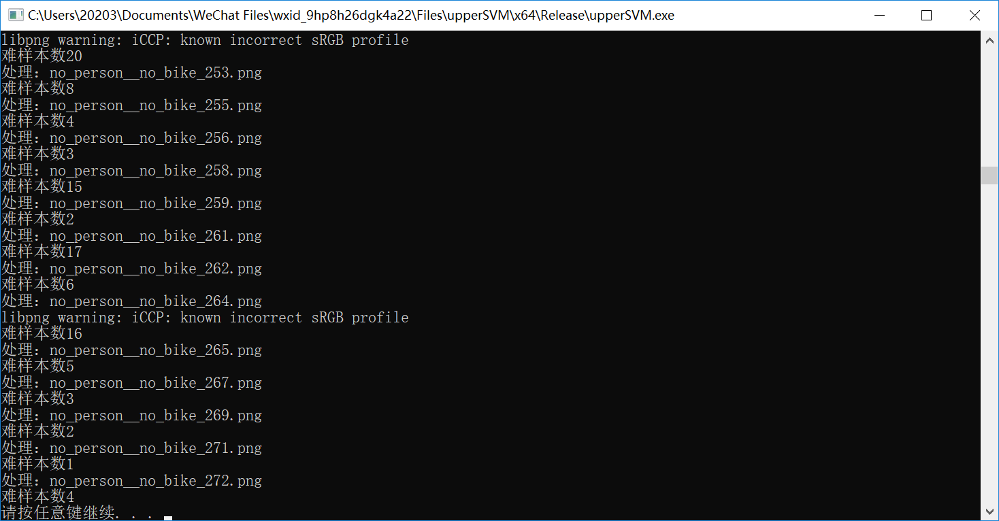 C:\Users\20203\Documents\WeChat Files\wxid_9hp8h26dgk4a22\Files\upperSVM\x64\Release\upperSVM.exe
libpng warning: iCCP: known incorrect sRGB profile
难样本数20
处理：no_person__no_bike_253.png
难样本数8
处理：no_person__no_bike_255.png
难样本数4
处理：no_person__no_bike_256.png
难样本数3
处理：no_person__no_bike_258.png
难样本数15
处理：no_person__no_bike_259.png
难样本数2
处理：no_person__no_bike_261.png
难样本数17
处理：no_person__no_bike_262.png
难样本数6
处理：no_person__no_bike_264.png
libpng warning: iCCP: known incorrect sRGB profile
难样本数16
处理：no_person__no_bike_265.png
难样本数5
处理：no_person__no_bike_267.png
难样本数3
处理：no_person__no_bike_269.png
难样本数2
处理：no_person__no_bike_271.png
难样本数1
处理：no_person__no_bike_272.png
难样本数4
请按任意键继续. . .